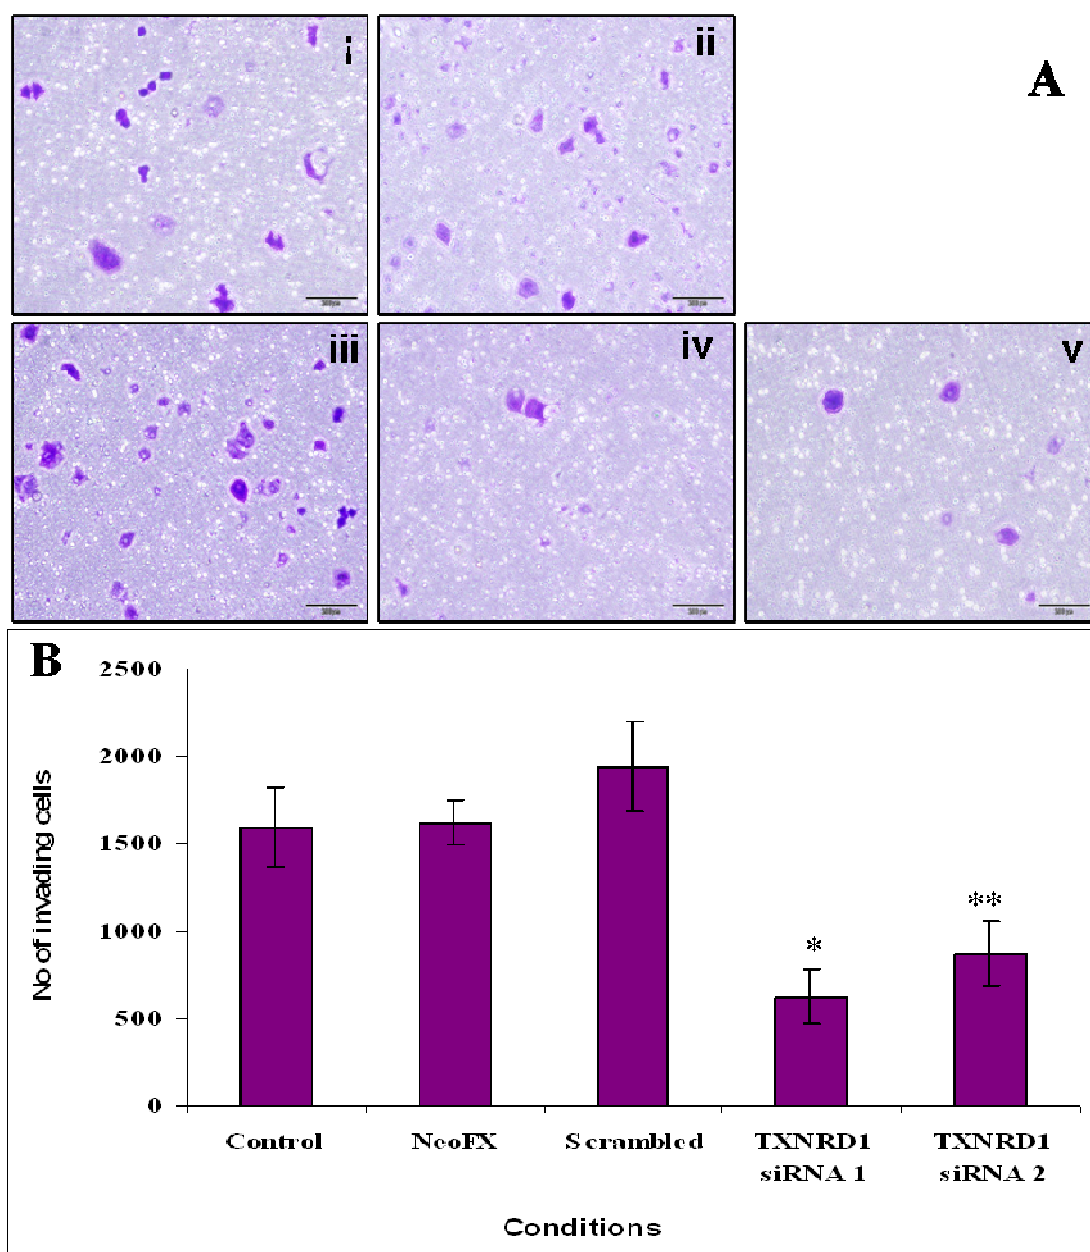 i
ii
A
iii
iv
v
B
2500
2000
1500
1000
500
0
No of invading cells
*
**
Control
NeoFX
Scrambled
TXNRD1
siRNA 1
TXNRD1
siRNA 2
Conditions